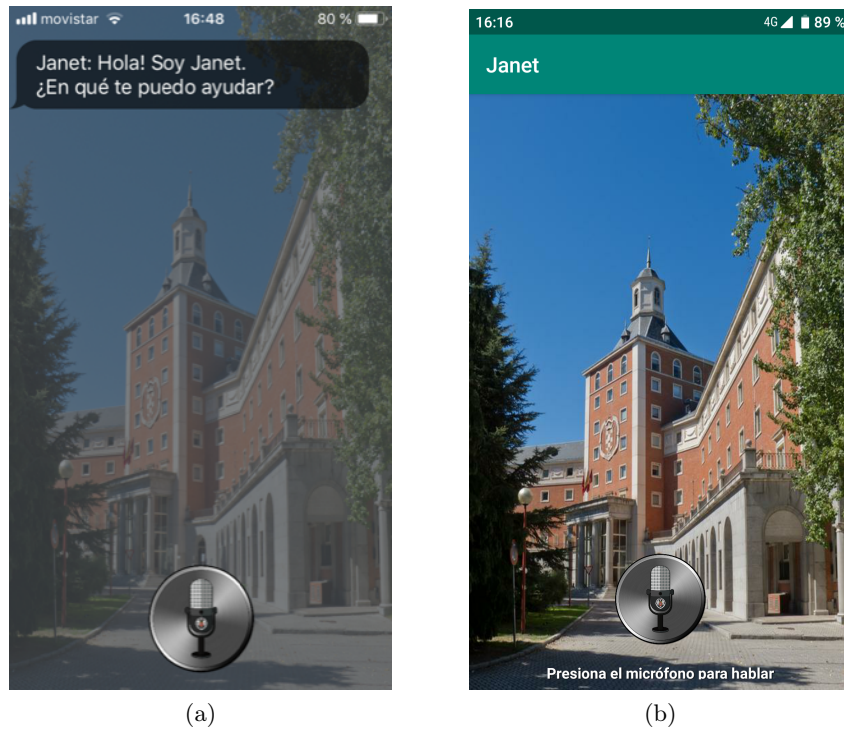 movistar 16:48 80 %
Janet: Hola! Soy Janet.
¿En qué te puedo ayudar?
(a)
16:16 4G 89 %
Janet
Presiona el micrófono para hablar
(b)